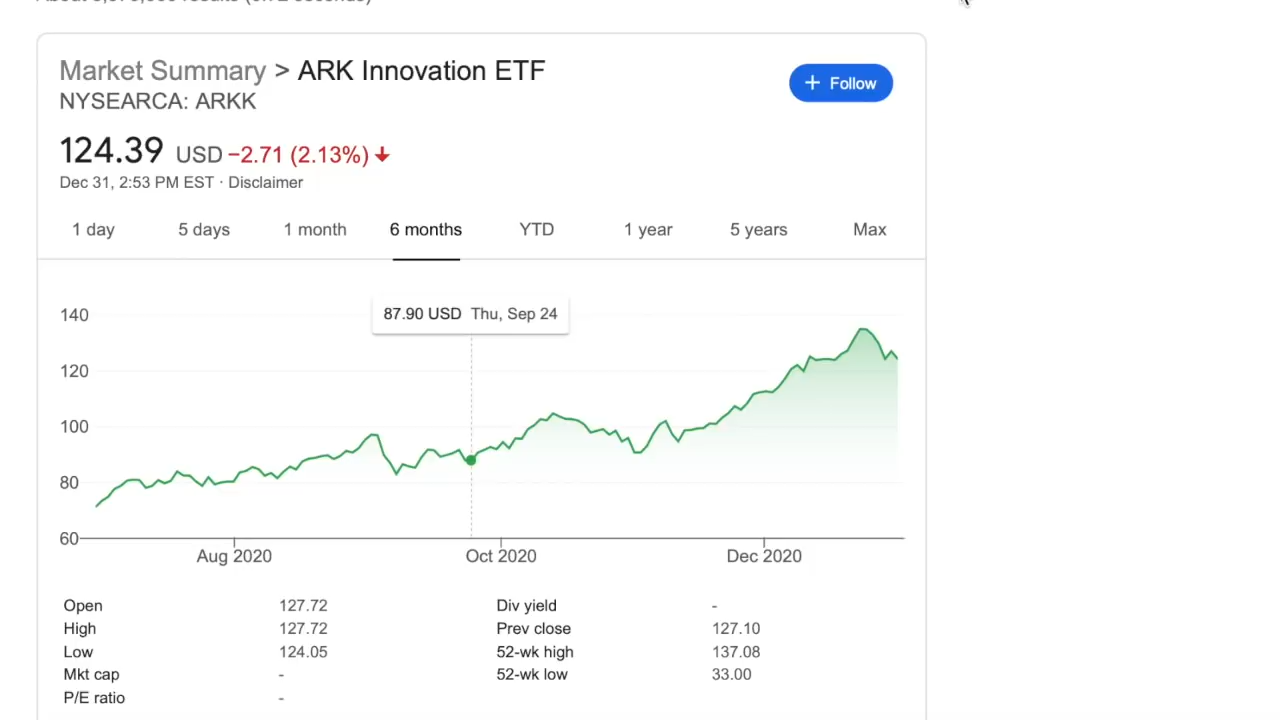 Market Summary > ARK Innovation ETF
NYSEARCA: ARKK
+ Follow
124.39 USD −2.71 (2.13%)
Dec 31, 2:53 PM EST · Disclaimer
1 day 5 days 1 month 6 months YTD 1 year 5 years Max
87.90 USD Thu, Sep 24
140
120
100
80
60
Aug 2020 Oct 2020 Dec 2020
Open 127.72 Div yield -
High 127.72 Prev close 127.10
Low 124.05 52-wk high 137.08
Mkt cap - 52-wk low 33.00
P/E ratio -